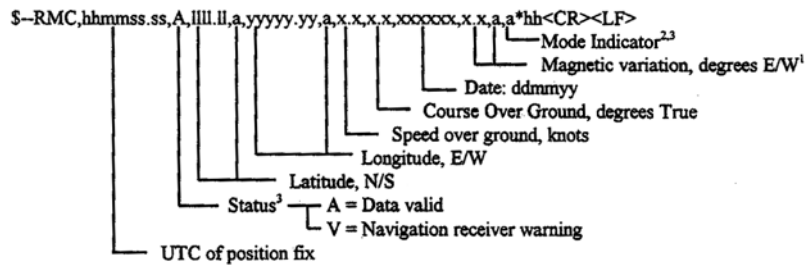 $--RMC,hhmmss.ss,A,llll.ll,a,yyyyy.yy,a,x.x,x.x,xxxxxx,x.x,a,a*hh<CR><LF>
Mode Indicator2,3
Magnetic variation, degrees E/W1
Date: ddmmyy
Course Over Ground, degrees True
Speed over ground, knots
Longitude, E/W
Latitude, N/S
Status3 A = Data valid
V = Navigation receiver warning
UTC of position fix